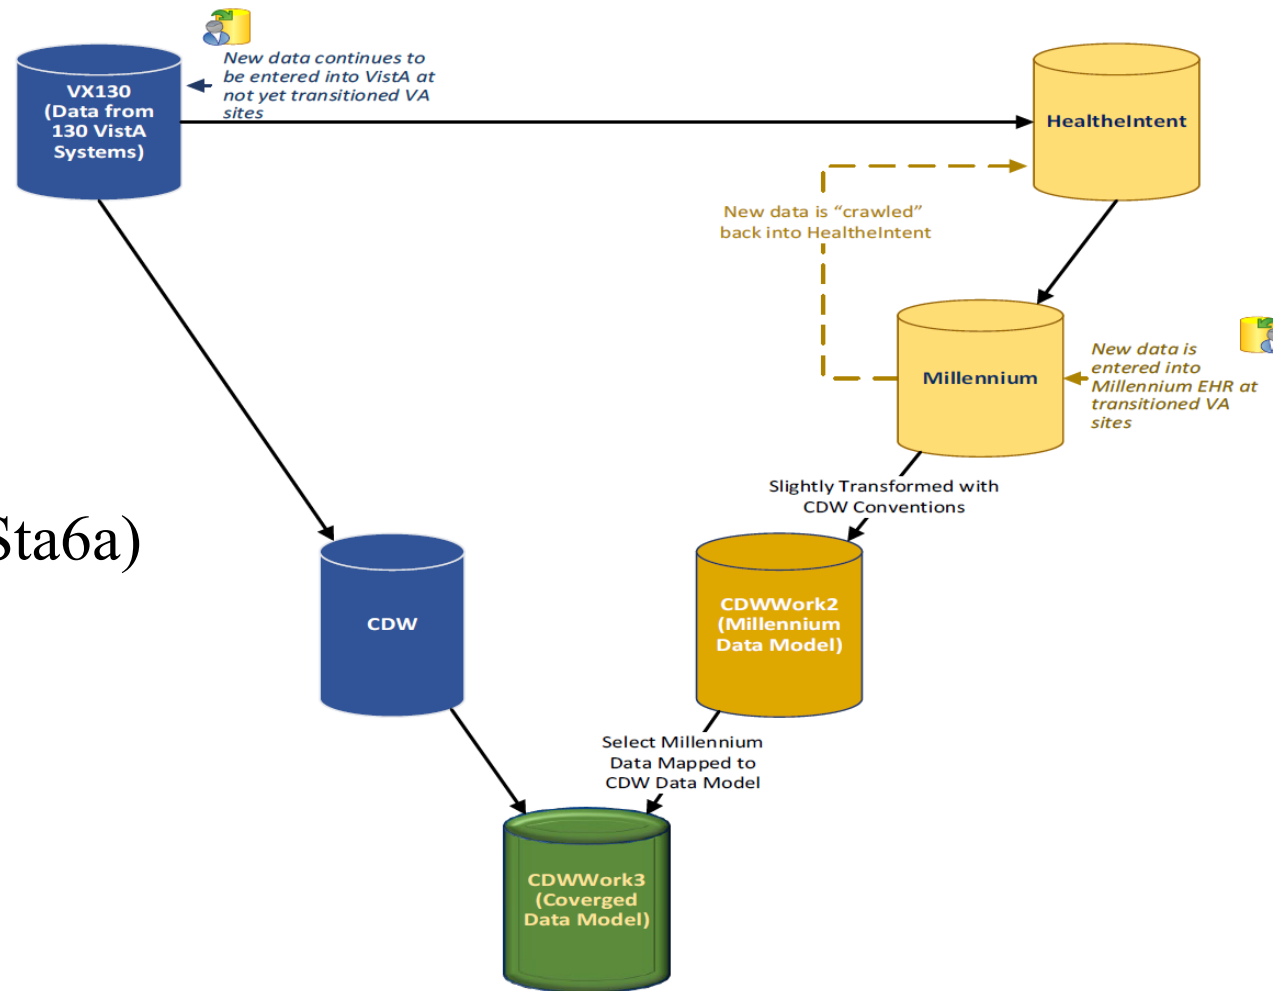 New data continues to
be entered into VistA at
not yet transitioned VA
sites
VX130
(Data from
130 VistA
Systems)
HealtheIntent
New data is “crawled”
back into HealtheIntent
Millennium
New data is
entered into
Millennium EHR at
transitioned VA
sites
Slightly Transformed with
CDW Conventions
Sta6a)
CDW
CDWWork2
(Millennium
Data Model)
Select Millennium
Data Mapped to
CDW Data Model
CDWWork3
(Coverged
Data Model)